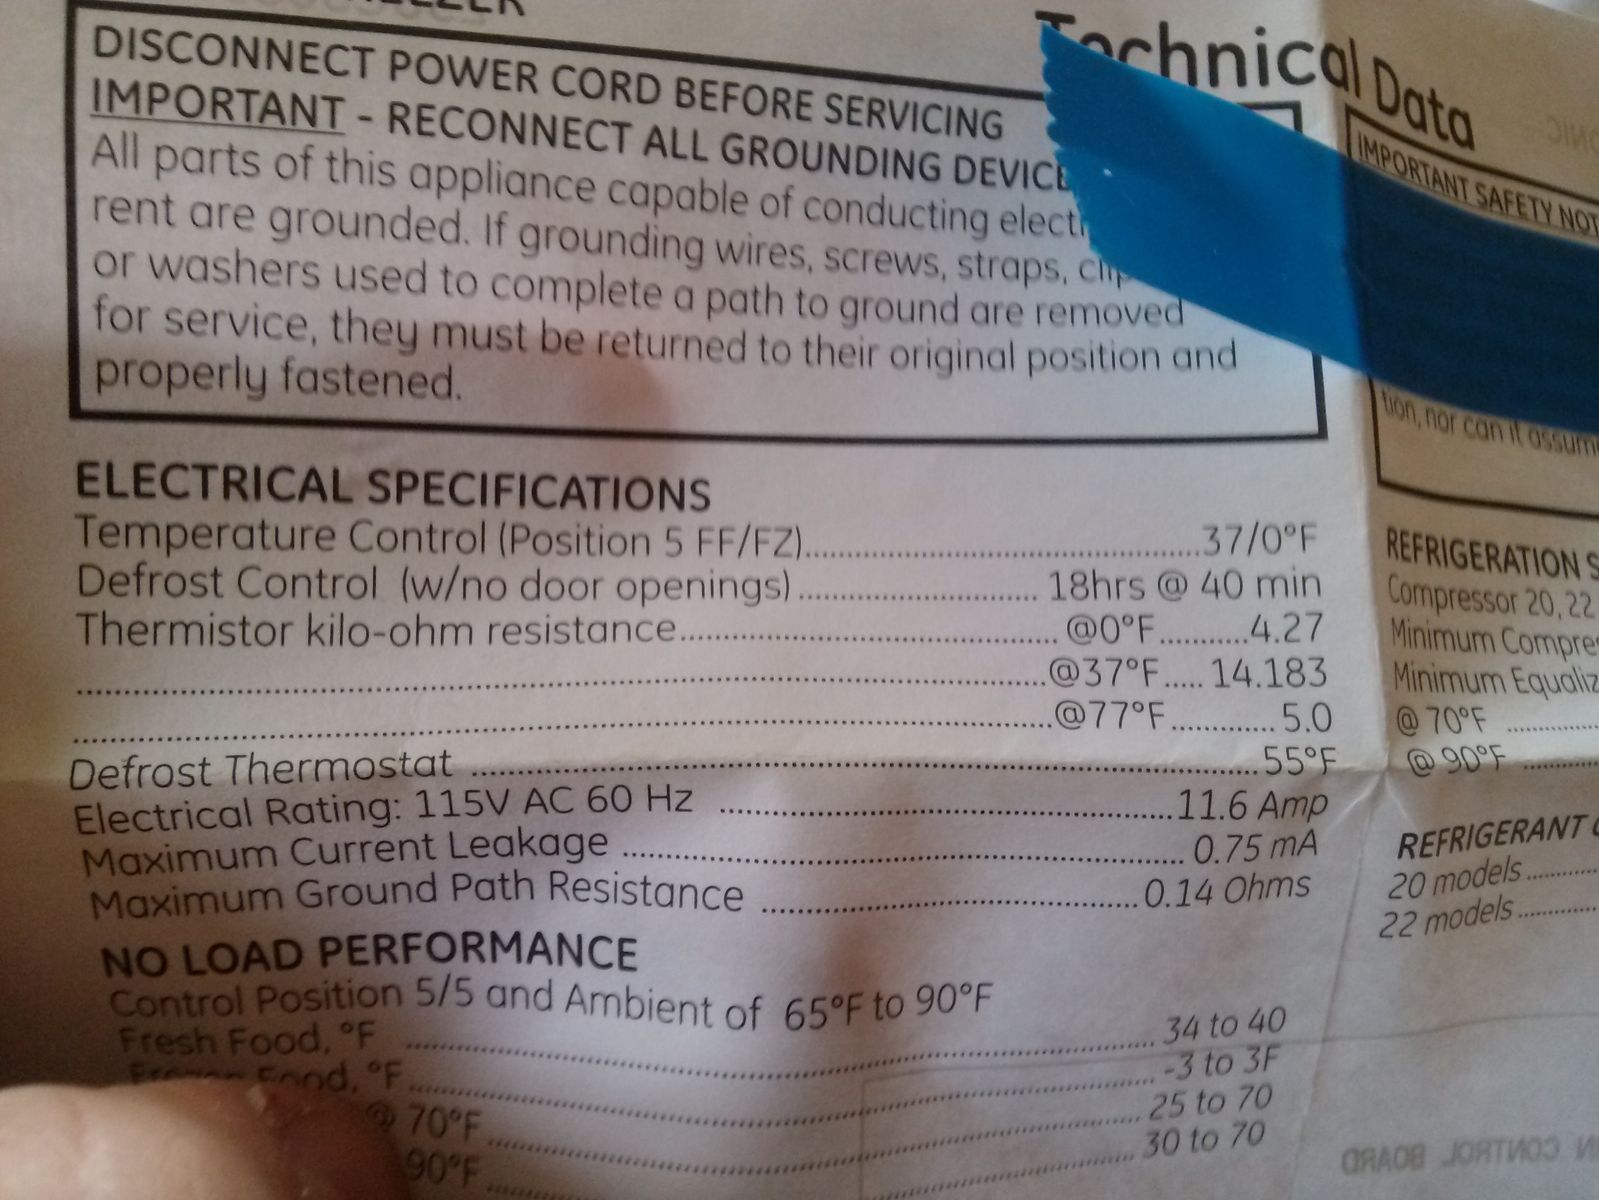 Technical Data
DISCONNECT POWER CORD BEFORE SERVICING
IMPORTANT - RECONNECT ALL GROUNDING DEVICE
All parts of this appliance capable of conducting elect
rent are grounded. If grounding wires, screws, straps, clip
or washers used to complete a path to ground are removed
for service, they must be returned to their original position and
properly fastened.
ELECTRICAL SPECIFICATIONS
Temperature Control (Position 5 FF/FZ)..........37/0°F
Defrost Control (w/no door openings).......... 18hrs @ 40 min
Thermistor kilo-ohm resistance.......... @0°F..........4.27
..........@37°F..... 14.183
..........@77°F.......... 5.0
Defrost Thermostat ..........55°F
Electrical Rating: 115V AC 60 Hz ..........11.6 Amp
Maximum Current Leakage .......... 0.75 mA
Maximum Ground Path Resistance ..........0.14 Ohms
NO LOAD PERFORMANCE
Control Position 5/5 and Ambient of 65°F to 90°F
Fresh Food, °F .......... 34 to 40
Frozen Food, °F.......... -3 to 3F
@ 70°F.......... 25 to 70
90°F.......... 30 to 70
IMPORTANT SAFETY NOT
tion, nor can it assum
REFRIGERATION S
Compressor 20, 22
Minimum Compre
Minimum Equaliz
@ 70°F ..........
@ 90°F ..........
REFRIGERANT
20 models..........
22 models..........
CONTROL BOARD